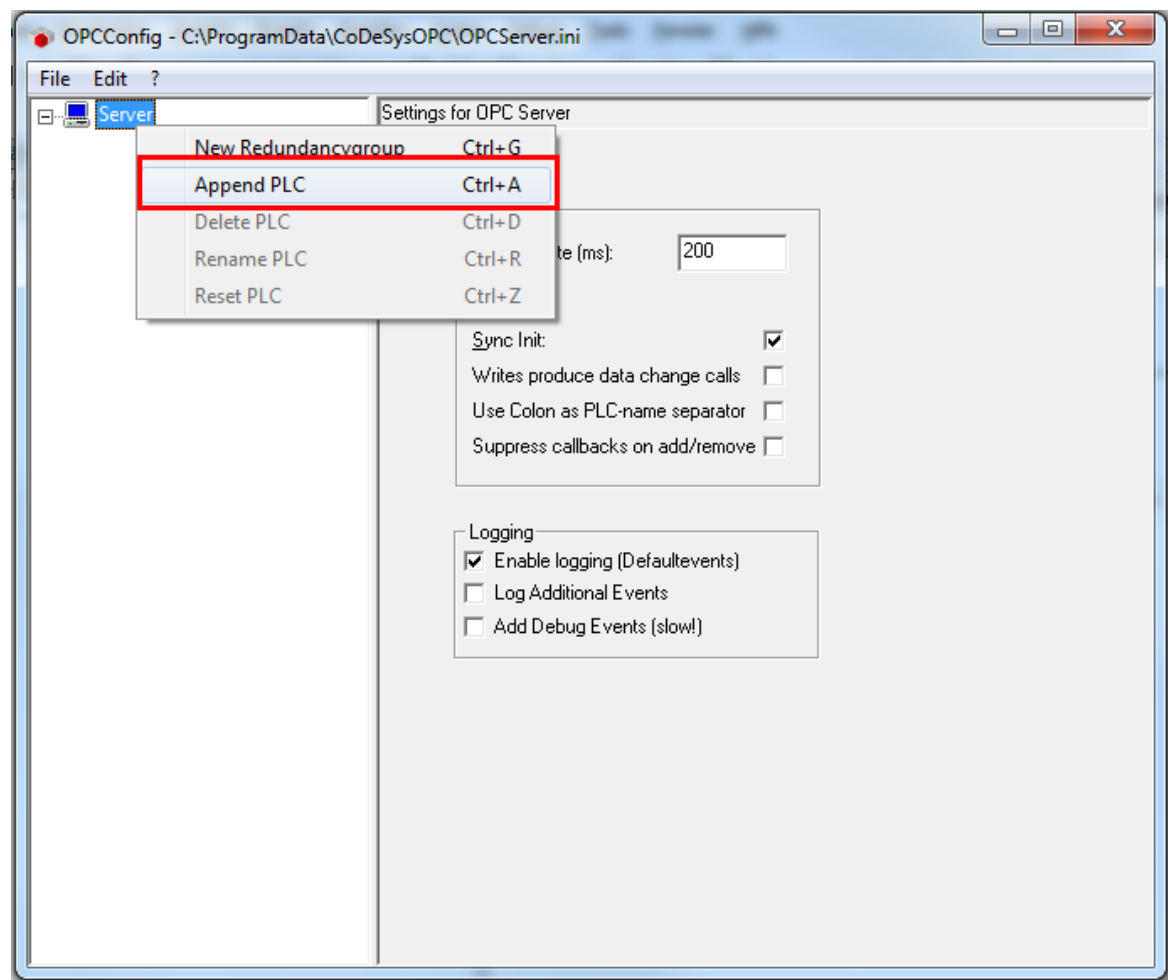 OPCConfig - C:\ProgramData\CoDeSysOPC\OPCServer.ini
File Edit ?
Server
Settings for OPC Server
New Redundancygroup Ctrl+G
Append PLC Ctrl+A
Delete PLC Ctrl+D
Rename PLC Ctrl+R
Reset PLC Ctrl+Z
(ms):
200
Sync Init:
Writes produce data change calls
Use Colon as PLC-name separator
Suppress callbacks on add/remove
Logging
Enable logging (Defaultevents)
Log Additional Events
Add Debug Events (slow!)